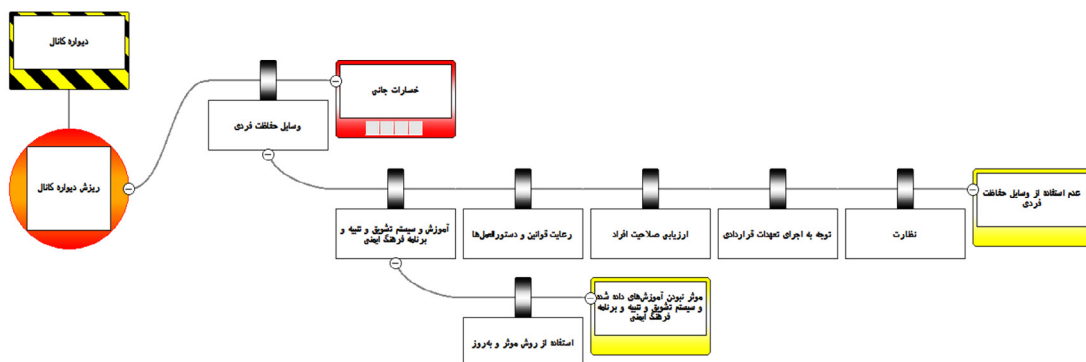 دیواره کانال
ریزش دیواره کانال
وسایل حفاظت فردی
خسارات جانی
آموزش و سیستم تشویق و تنبیه و
برنامه فرهنگ ایمنی
رعایت قوانین و دستورالعمل‌ها
ارزیابی صلاحیت افراد
توجه به اجرای تعهدات قراردادی
نظارت
عدم استفاده از وسایل حفاظت
فردی
استفاده از روش موثر و به‌روز
موثر نبودن آموزش‌های داده شده
و سیستم تشویق و تنبیه و برنامه
فرهنگ ایمنی